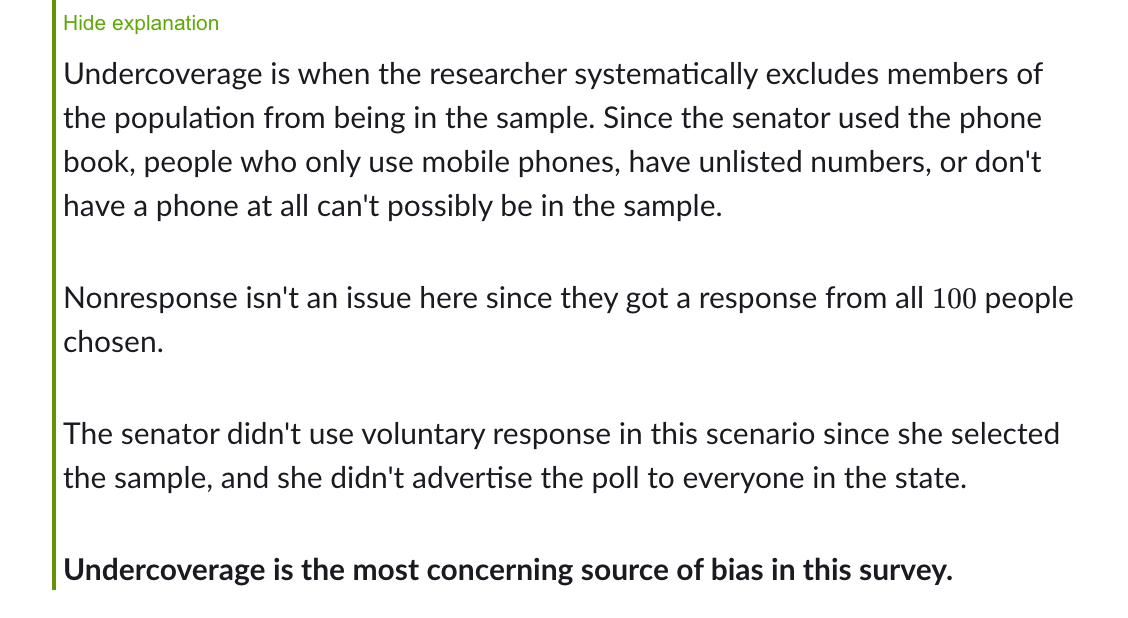 Hide explanation
Undercoverage is when the researcher systematically excludes members of
the population from being in the sample. Since the senator used the phone
book, people who only use mobile phones, have unlisted numbers, or don't
have a phone at all can't possibly be in the sample.
Nonresponse isn't an issue here since they got a response from all 100 people
chosen.
The senator didn't use voluntary response in this scenario since she selected
the sample, and she didn't advertise the poll to everyone in the state.
Undercoverage is the most concerning source of bias in this survey.